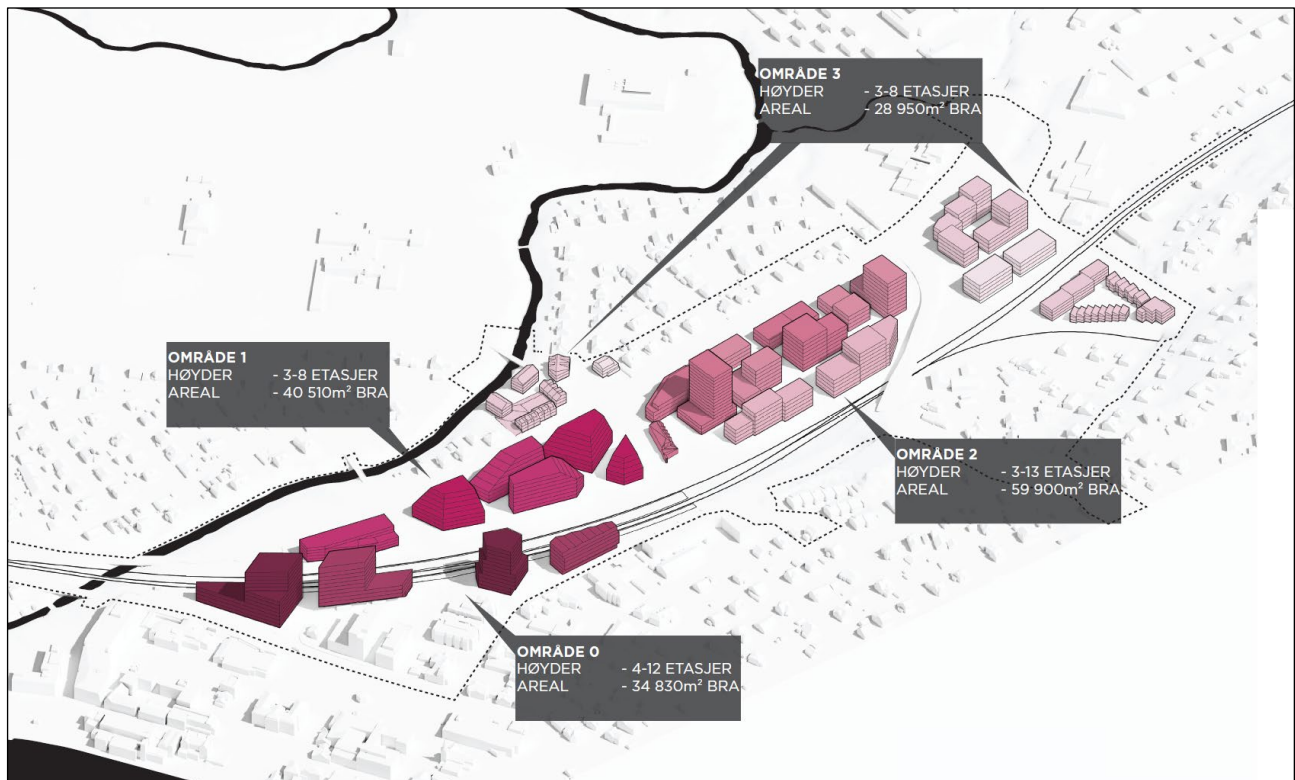 OMRÅDE 3
HØYDER - 3-8 ETASJER
AREAL - 28 950m² BRA
OMRÅDE 1
HØYDER - 3-8 ETASJER
AREAL - 40 510m² BRA
OMRÅDE 2
HØYDER - 3-13 ETASJER
AREAL - 59 900m² BRA
OMRÅDE 0
HØYDER - 4-12 ETASJER
AREAL - 34 830m² BRA